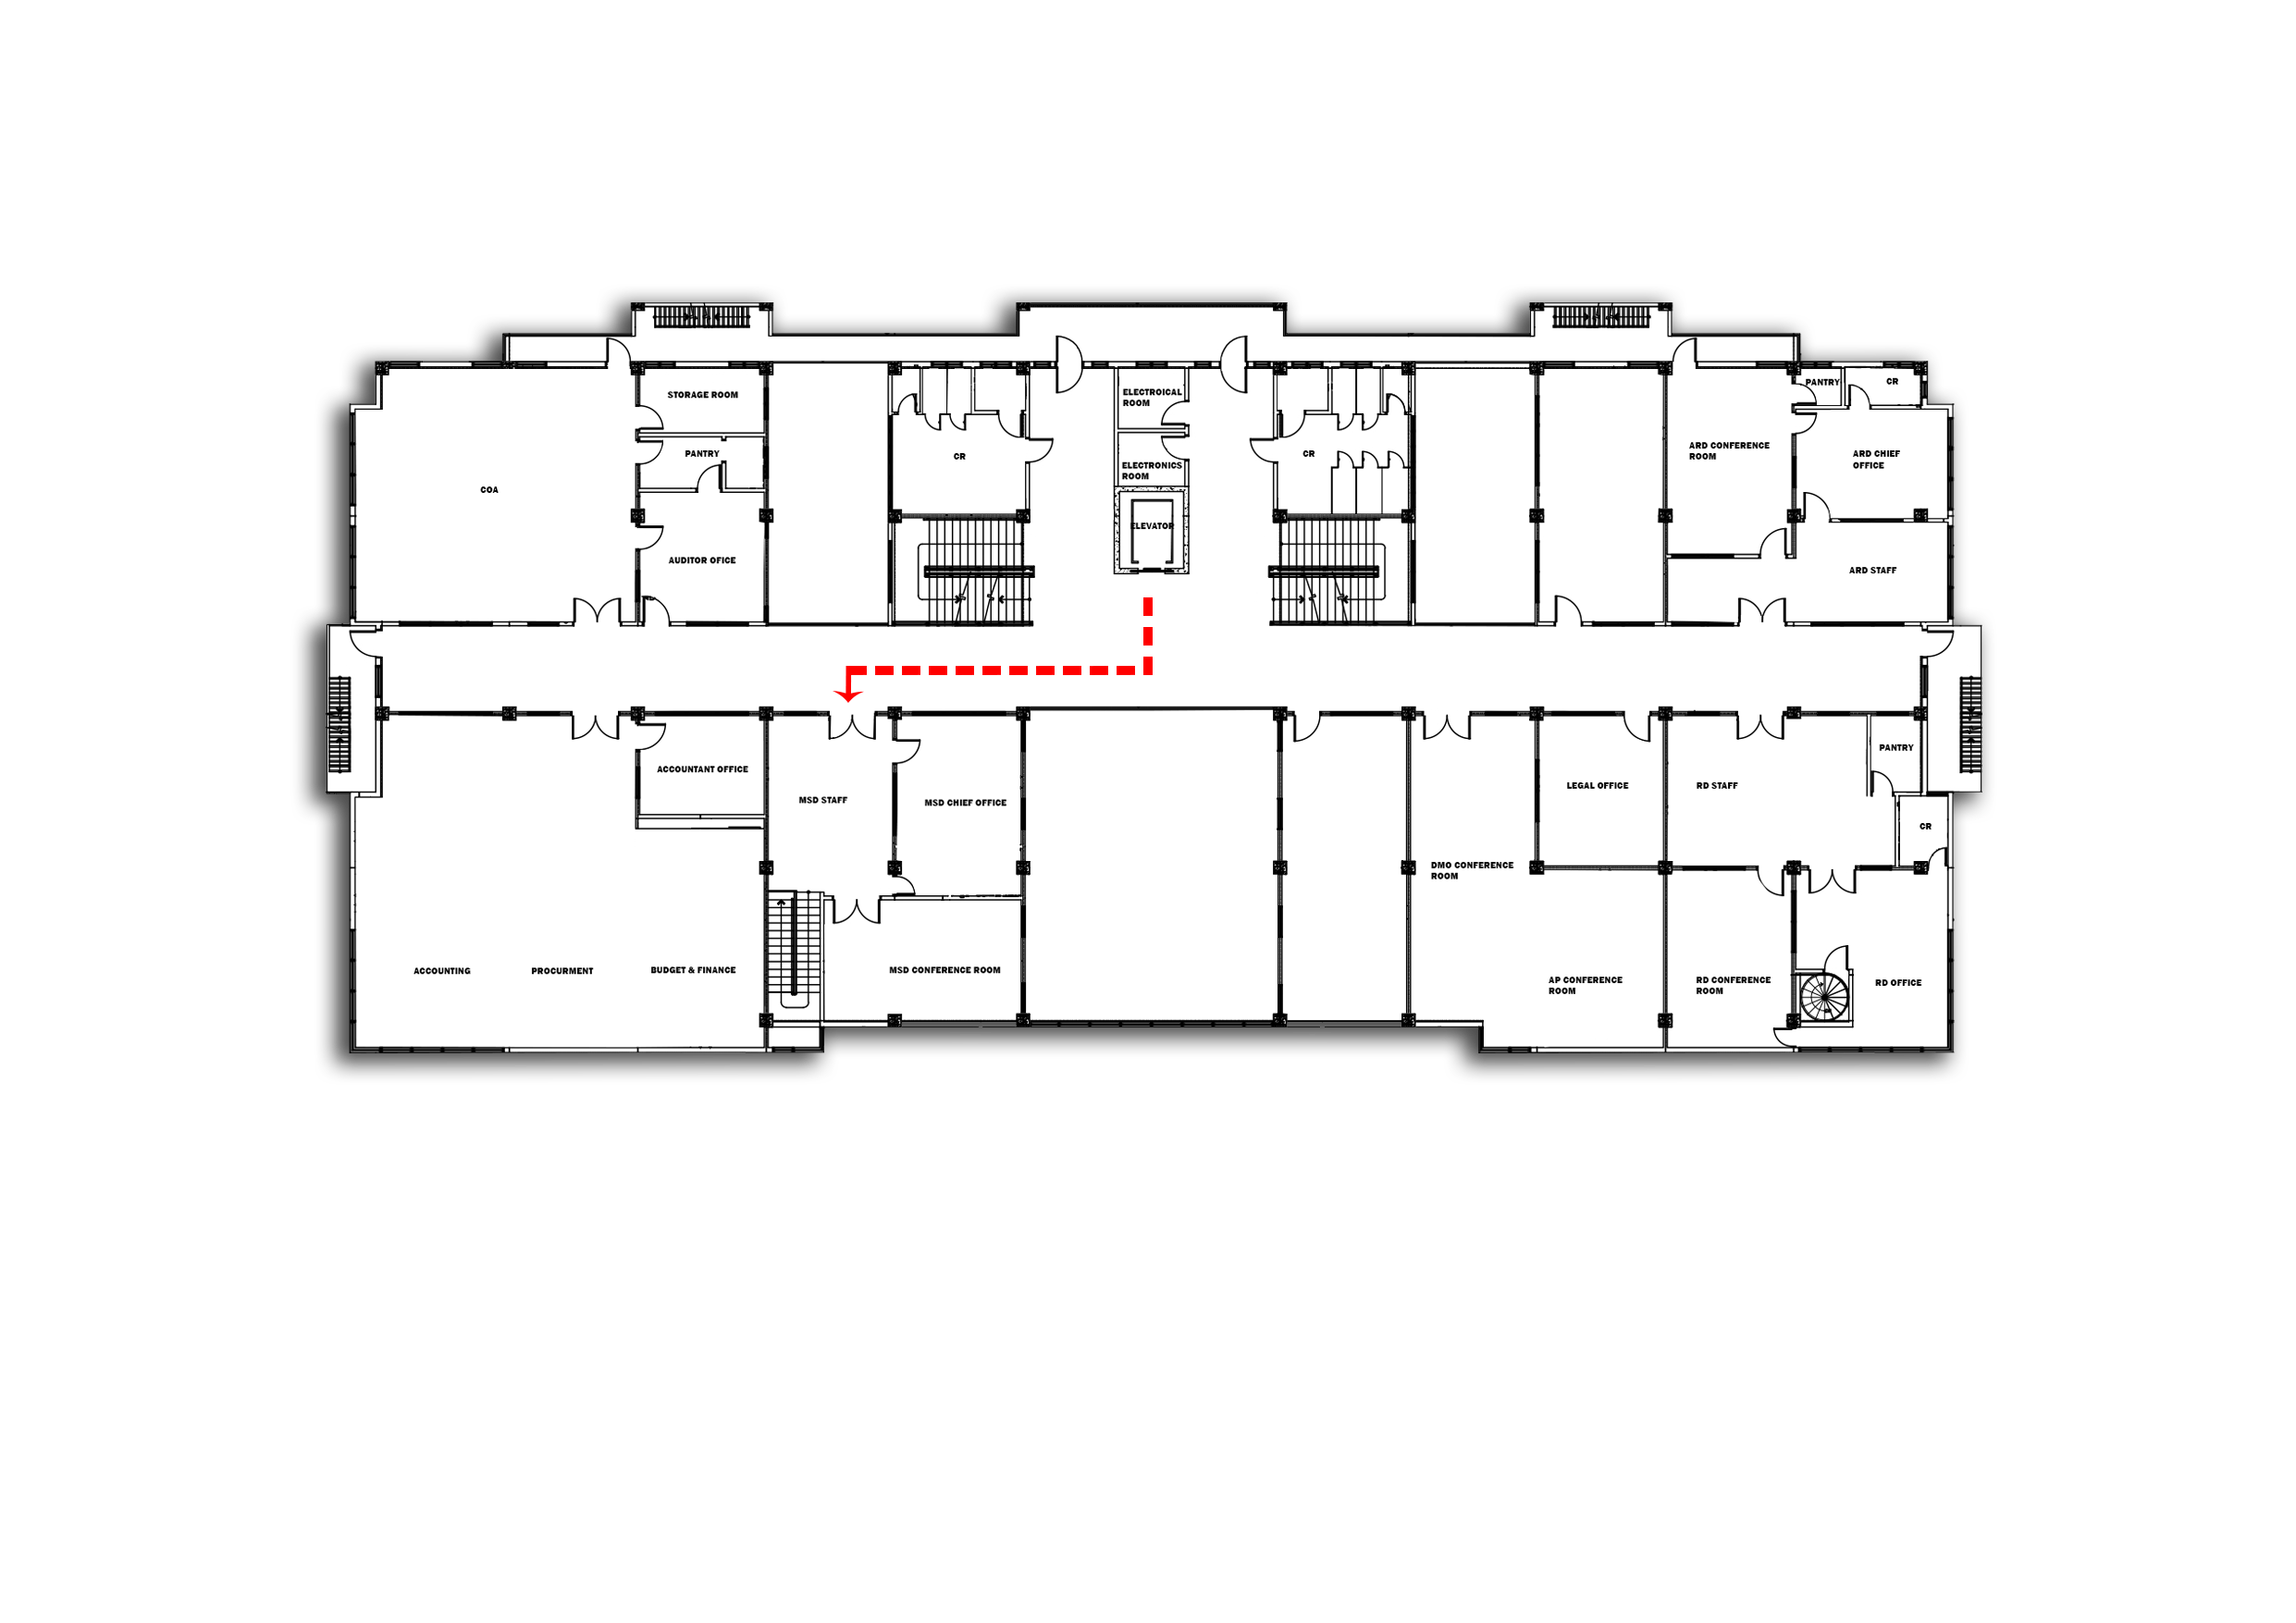 STORAGE ROOM
ELECTROICAL
ROOM
PANTRY
CR
PANTRY
CR
ELECTRONICS
ROOM
CR
ARD CONFERENCE
ROOM
ARD CHIEF
OFFICE
COA
ELEVATOR
AUDITOR OFICE
ARD STAFF
ACCOUNTANT OFFICE
MSD STAFF
MSD CHIEF OFFICE
LEGAL OFFICE
RD STAFF
PANTRY
CR
DMO CONFERENCE
ROOM
ACCOUNTING
PROCURMENT
BUDGET & FINANCE
MSD CONFERENCE ROOM
AP CONFERENCE
ROOM
RD CONFERENCE
ROOM
RD OFFICE